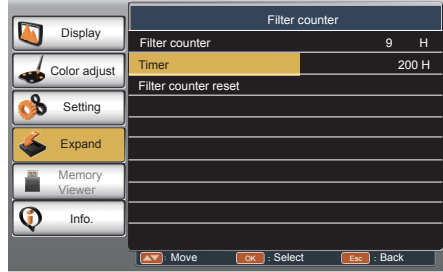 Filter counter
Display
Color adjust
Setting
Expand
Memory
Viewer
Info.
Filter counter 9 H
Timer 200 H
Filter counter reset
: Move OK : Select Esc : Back